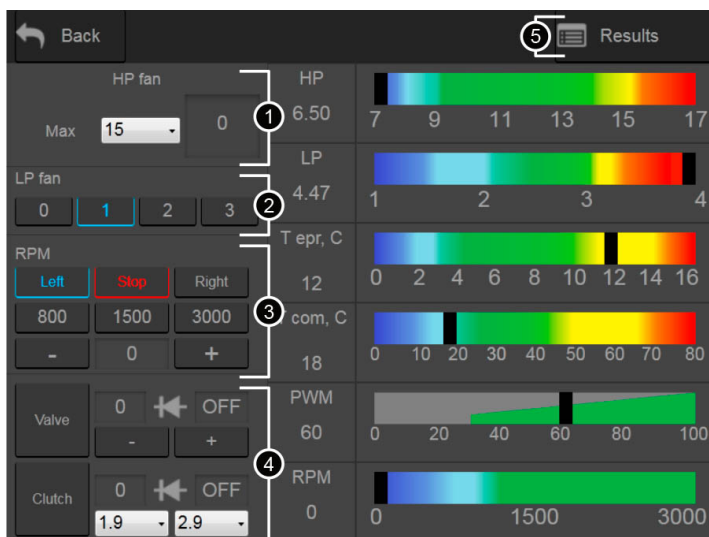 Back
5
Results
HP fan
Max
15
0
1
LP fan
0 1 2 3
2
RPM
Left Stop Right
800 1500 3000
- 0 +
3
Valve
0 OFF
- +
4
Clutch
0 OFF
1.9 2.9
HP
6.50
7 9 11 13 15 17
LP
4.47
1 2 3 4
T epr, C
12
0 2 4 6 8 10 12 14 16
com, C
18
0 10 20 30 40 50 60 70 80
PWM
60
0 20 40 60 80 100
RPM
0
0 1500 3000